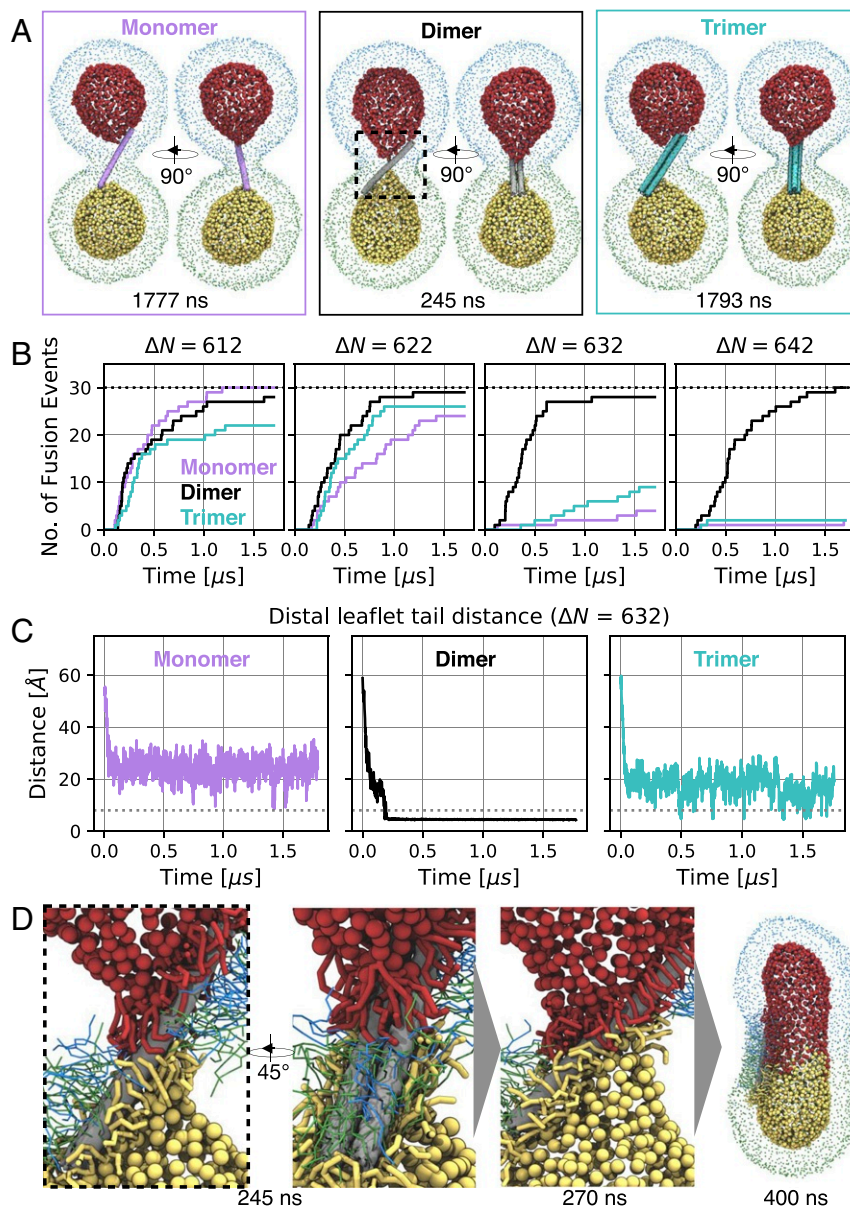 A
Monomer
Dimer
Trimer
90°
90°
90°
1777 ns
245 ns
1793 ns
B
ΔN = 612
ΔN = 622
ΔN = 632
ΔN = 642
No. of Fusion Events
30
20
10
0
Monomer
Dimer
Trimer
0.0 0.5 1.0 1.5
0.0 0.5 1.0 1.5
0.0 0.5 1.0 1.5
0.0 0.5 1.0 1.5
Time [μs]
Time [μs]
Time [μs]
Time [μs]
C
Distal leaflet tail distance (ΔN = 632)
Monomer
Dimer
Trimer
Distance [Å]
60
40
20
0
0.0 0.5 1.0 1.5
0.0 0.5 1.0 1.5
0.0 0.5 1.0 1.5
Time [μs]
Time [μs]
Time [μs]
D
45°
245 ns
270 ns
400 ns